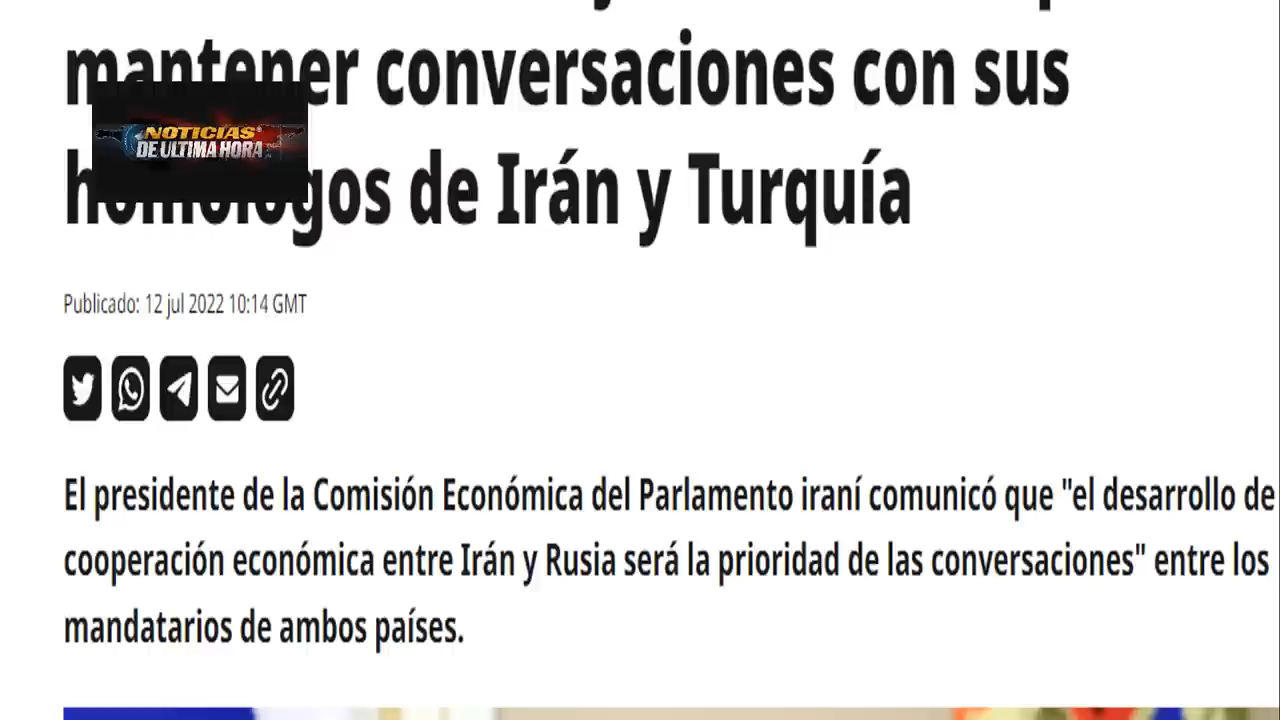 mantener conversaciones con sus
NOTICIAS
DE ULTIMA HORA
homólogos de Irán y Turquía
Publicado: 12 jul 2022 10:14 GMT
El presidente de la Comisión Económica del Parlamento iraní comunicó que "el desarrollo de
cooperación económica entre Irán y Rusia será la prioridad de las conversaciones" entre los
mandatarios de ambos países.